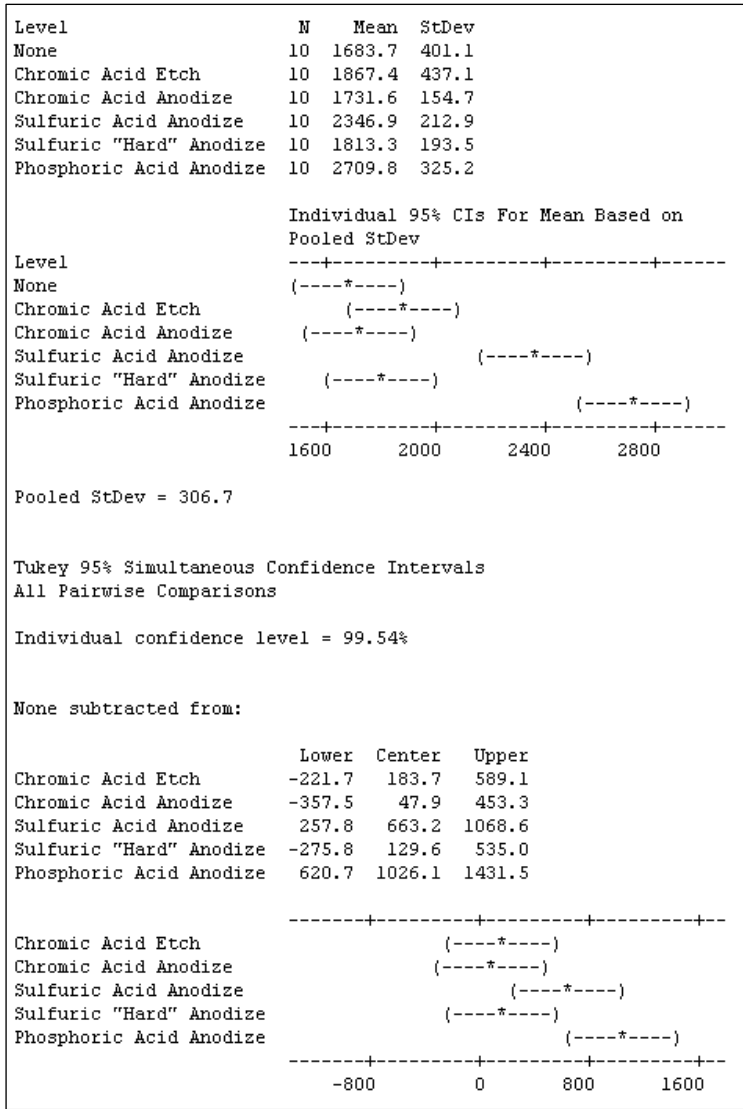 Level                     N    Mean  StDev
None                     10  1683.7  401.1
Chromic Acid Etch        10  1867.4  437.1
Chromic Acid Anodize     10  1731.6  154.7
Sulfuric Acid Anodize    10  2346.9  212.9
Sulfuric "Hard" Anodize  10  1813.3  193.5
Phosphoric Acid Anodize  10  2709.8  325.2
Individual 95% CIs For Mean Based on
Pooled StDev
Level                    ---+---------+---------+---------+------
None                     (----*----)
Chromic Acid Etch             (----*----)
Chromic Acid Anodize      (----*----)
Sulfuric Acid Anodize                     (----*----)
Sulfuric "Hard" Anodize     (----*----)
Phosphoric Acid Anodize                            (----*----)
---+---------+---------+---------+------
1600      2000      2400      2800
Pooled StDev = 306.7
Tukey 95% Simultaneous Confidence Intervals
All Pairwise Comparisons
Individual confidence level = 99.54%
None subtracted from:
Lower  Center   Upper
Chromic Acid Etch        -221.7   183.7   589.1
Chromic Acid Anodize     -357.5    47.9   453.3
Sulfuric Acid Anodize     257.8   663.2  1068.6
Sulfuric "Hard" Anodize  -275.8   129.6   535.0
Phosphoric Acid Anodize   620.7  1026.1  1431.5
-------+---------+---------+---------+--
Chromic Acid Etch                      (----*----)
Chromic Acid Anodize                  (----*----)
Sulfuric Acid Anodize                        (----*----)
Sulfuric "Hard" Anodize                (----*----)
Phosphoric Acid Anodize                           (----*----)
-------+---------+---------+---------+--
-800         0       800      1600